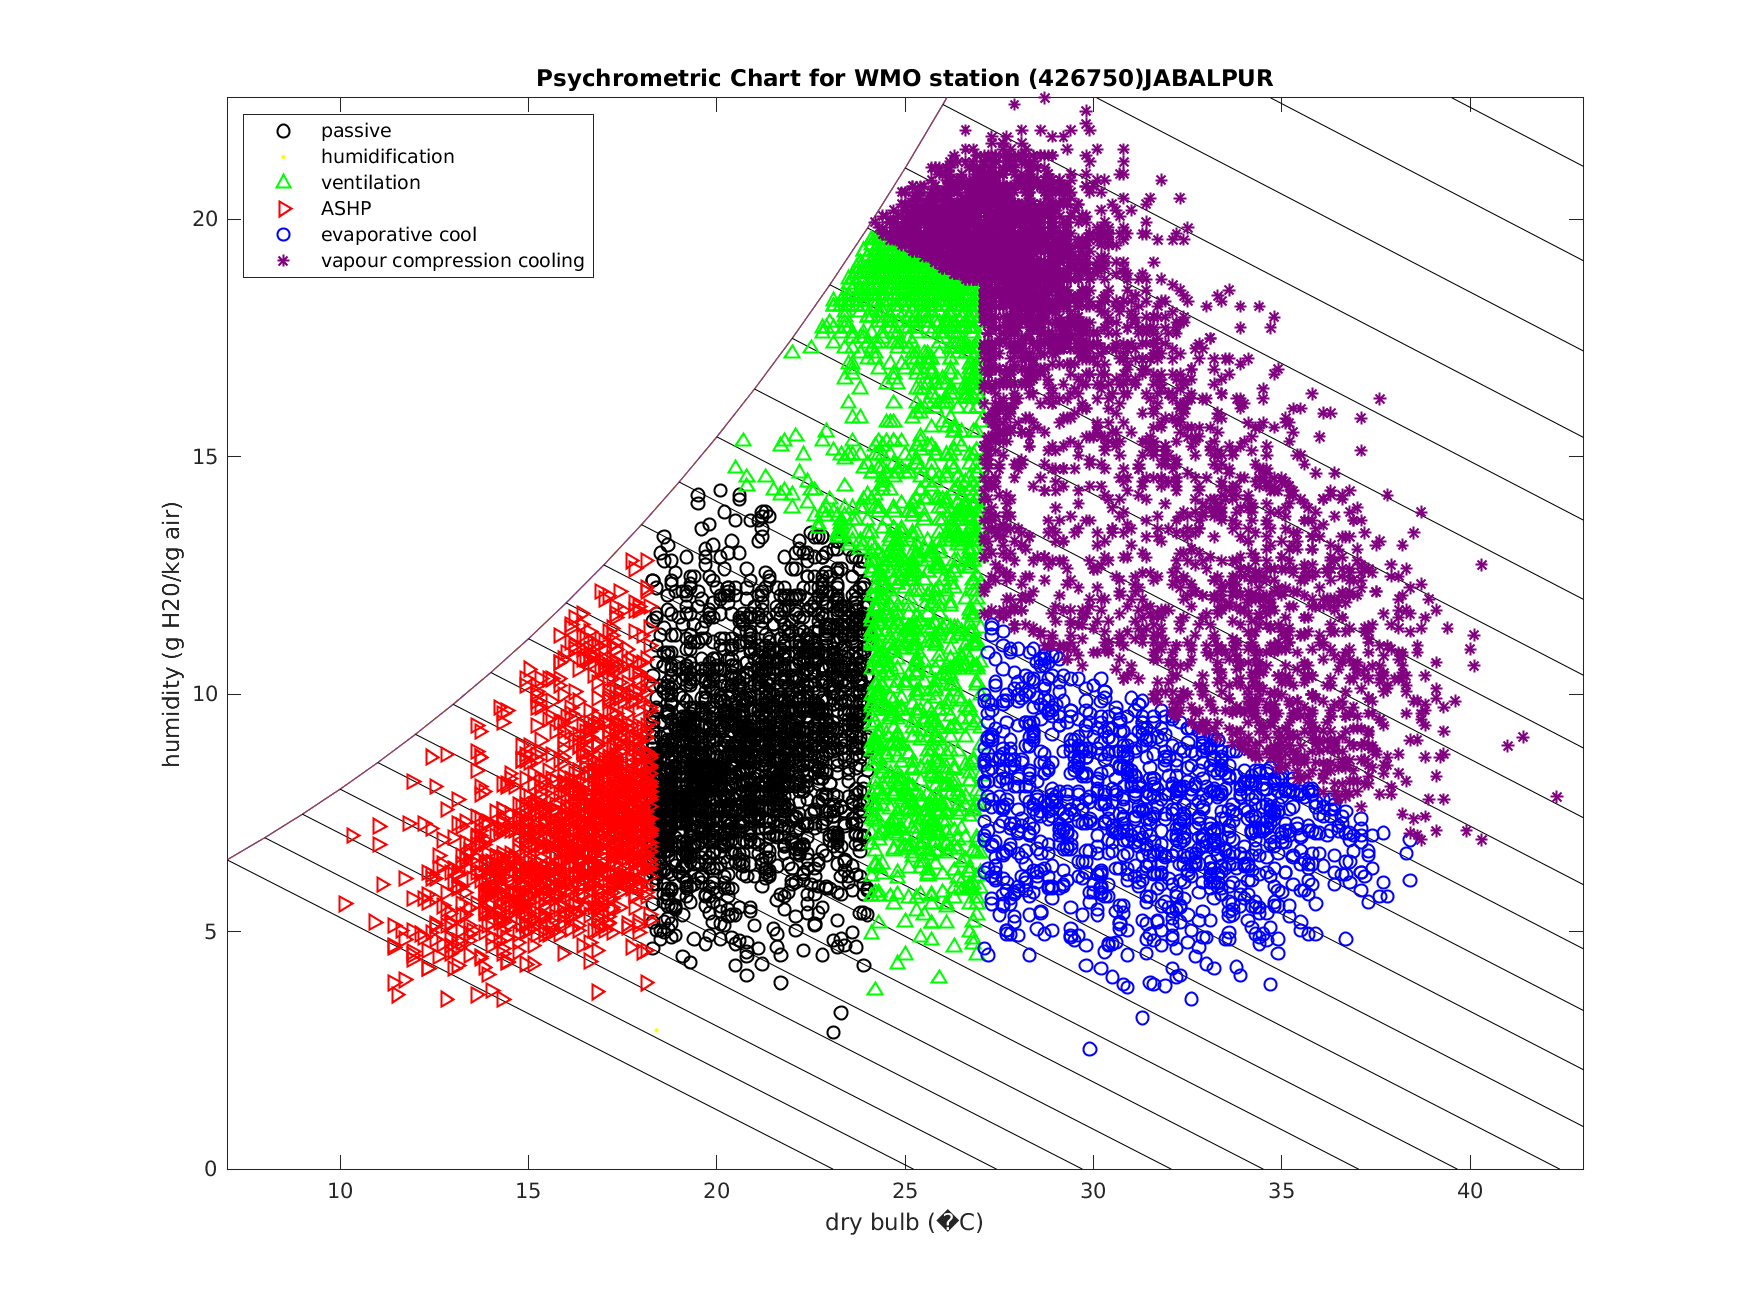 Psychrometric Chart for WMO station (426750)JABALPUR
passive
humidification
ventilation
ASHP
evaporative cool
vapour compression cooling
20
15
10
5
0
humidity (g H20/kg air)
10
15
20
25
30
35
40
dry bulb (�C)